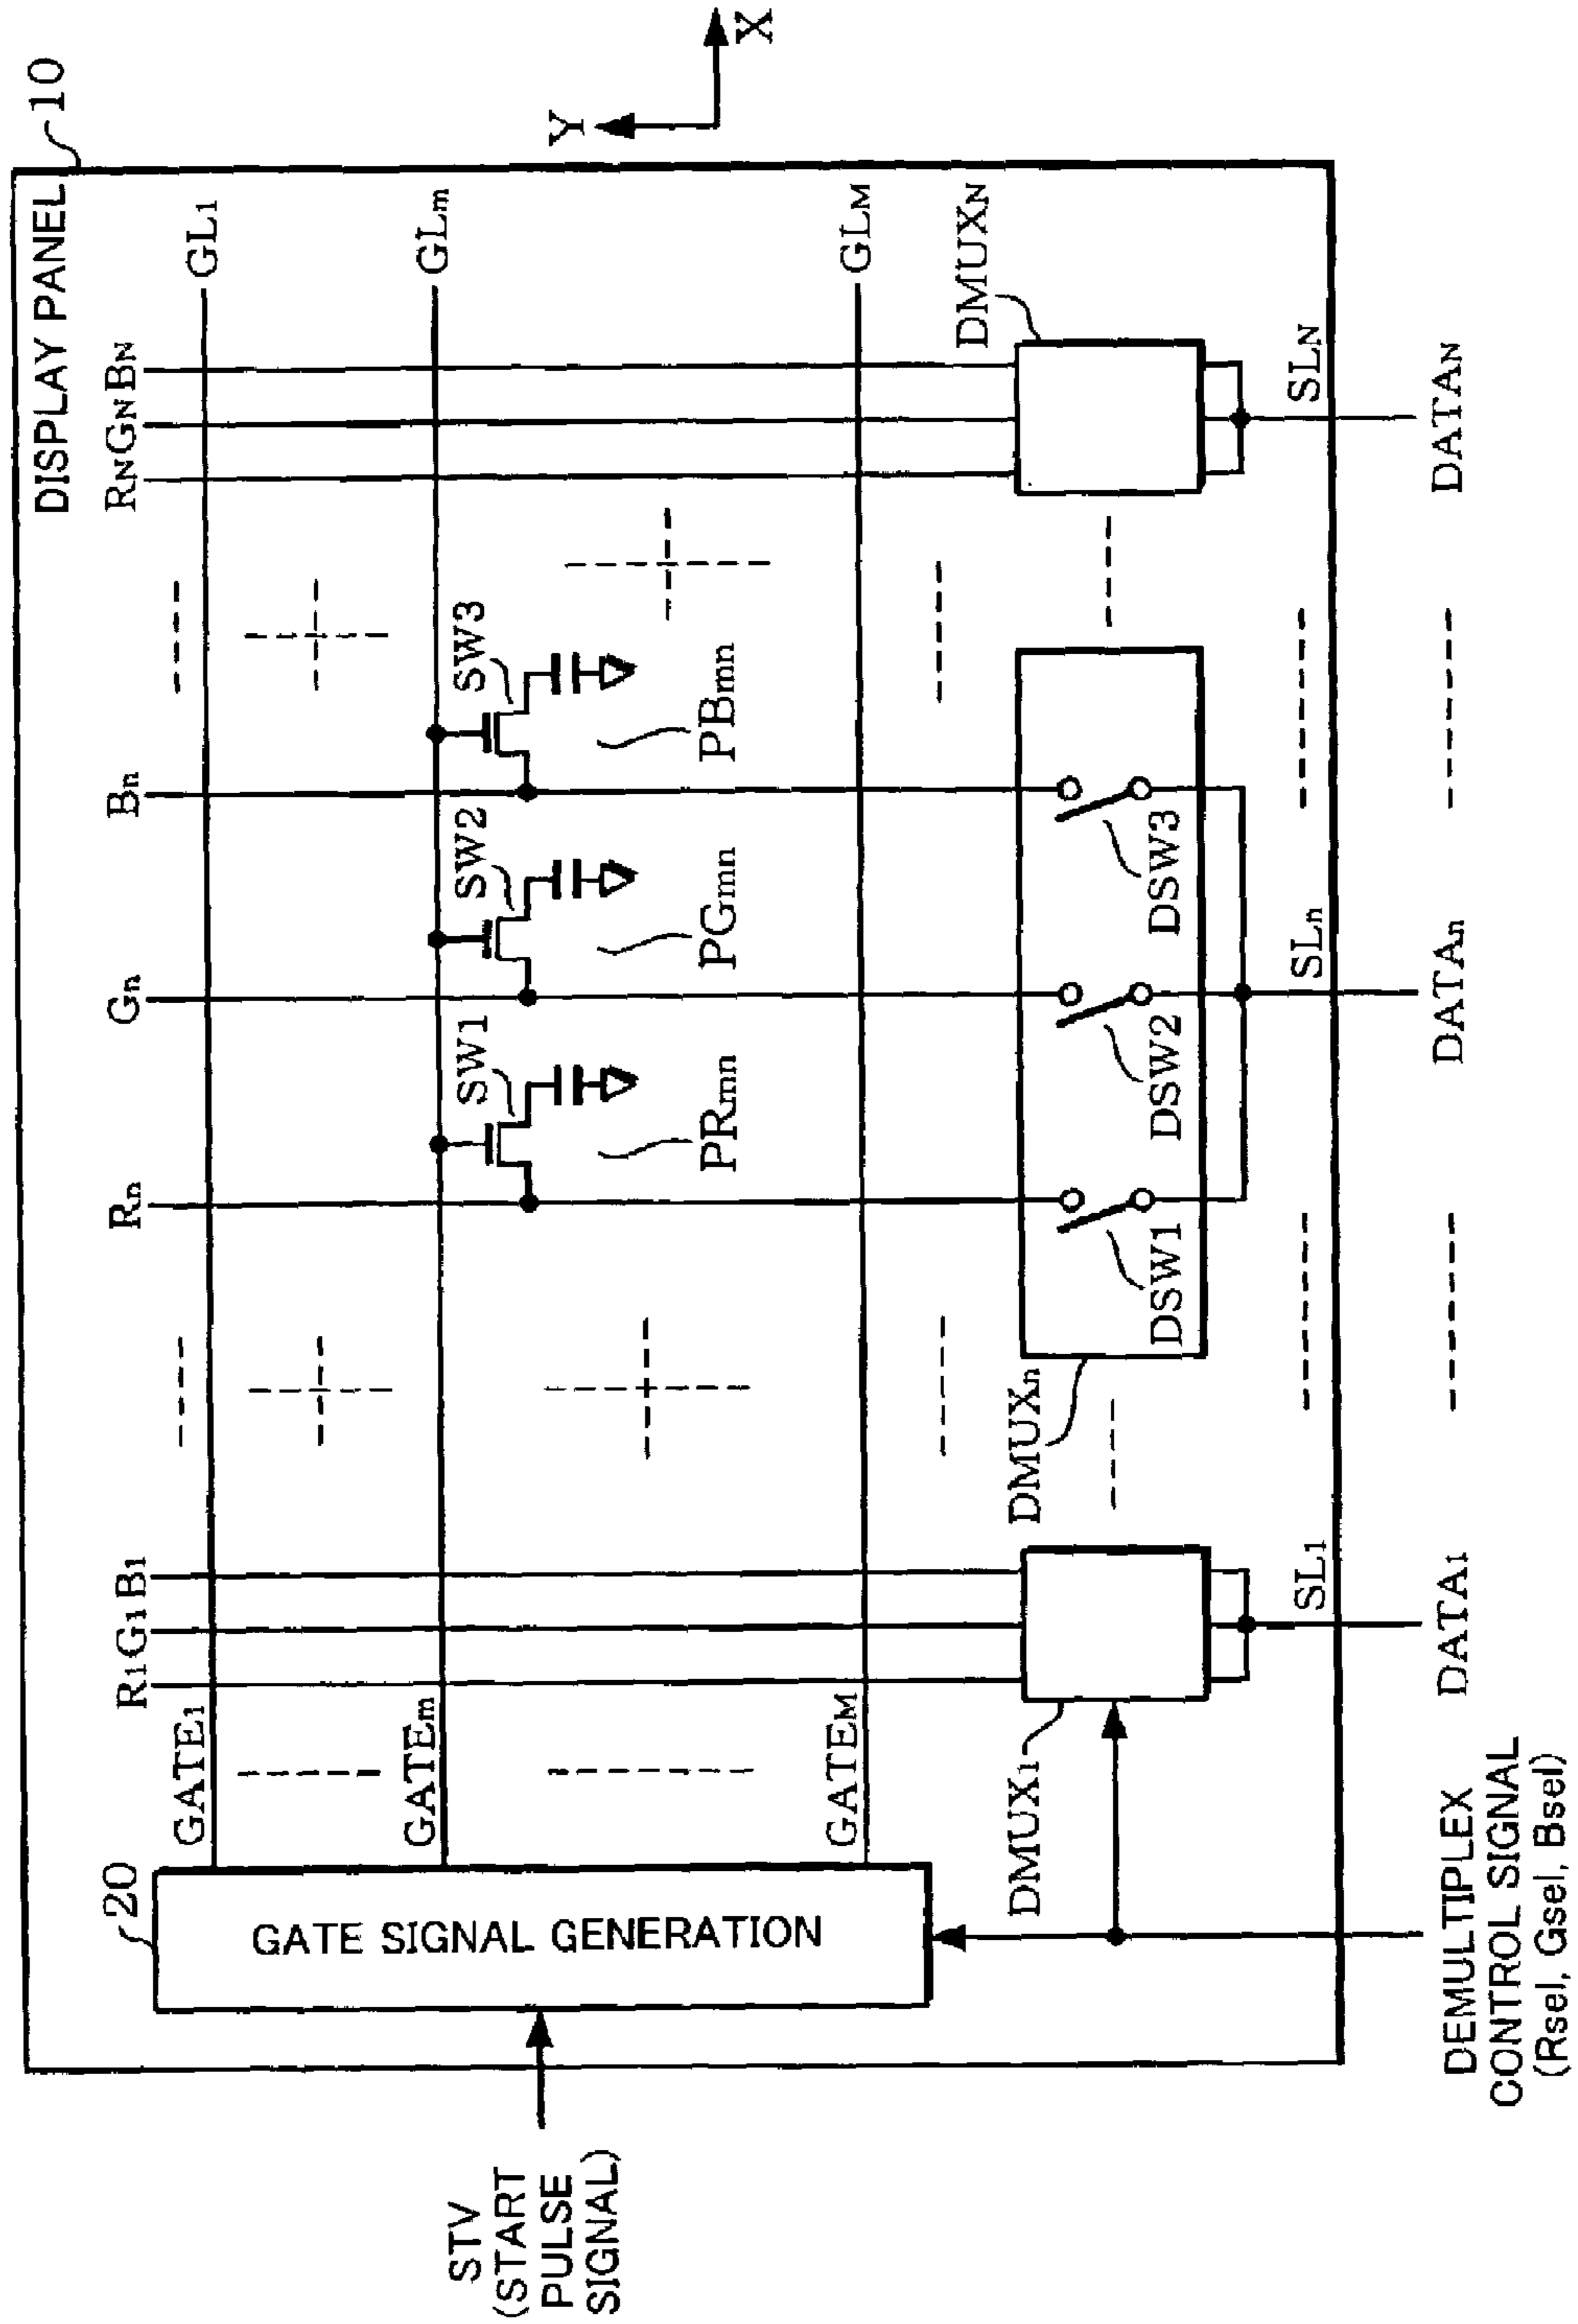 DISPLAY PANEL
10
R1 G1 B1
Rn
Gn
Bn
RN GN BN
20
GATE SIGNAL GENERATION
GATE1
GL1
GATEm
GLm
GATEM
GLM
SW1
SW2
SW3
PRmn
PGmn
PBmn
STV
(START
PULSE
SIGNAL)
Y
X
DMUX1
DMUXn
DMUXN
DSW1
DSW2
DSW3
SL1
SLn
SLN
DATA1
DATAn
DATAN
DEMULTIPLEX
CONTROL SIGNAL
(Rsel, Gsel, Bsel)